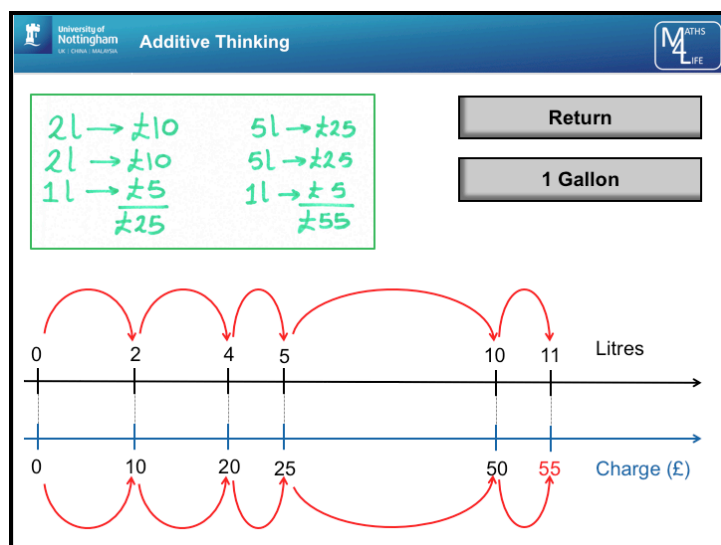 University of
Nottingham
UK | CHINA | MALAYSIA
Additive Thinking
MATHS
4
LIFE
2l → £10
2l → £10
1l → £5
£25
5l → £25
5l → £25
1l → £5
£55
Return
1 Gallon
0 2 4 5 10 11 Litres
0 10 20 25 50 55 Charge (£)